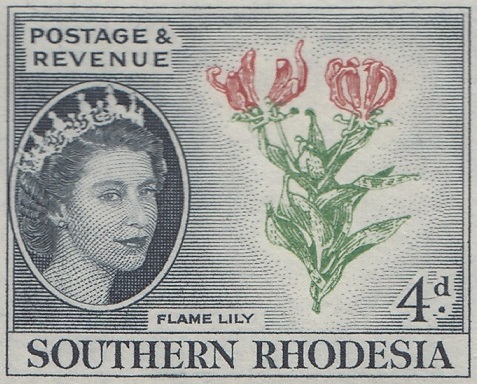 POSTAGE &
REVENUE
FLAME LILY
4d.
SOUTHERN RHODESIA